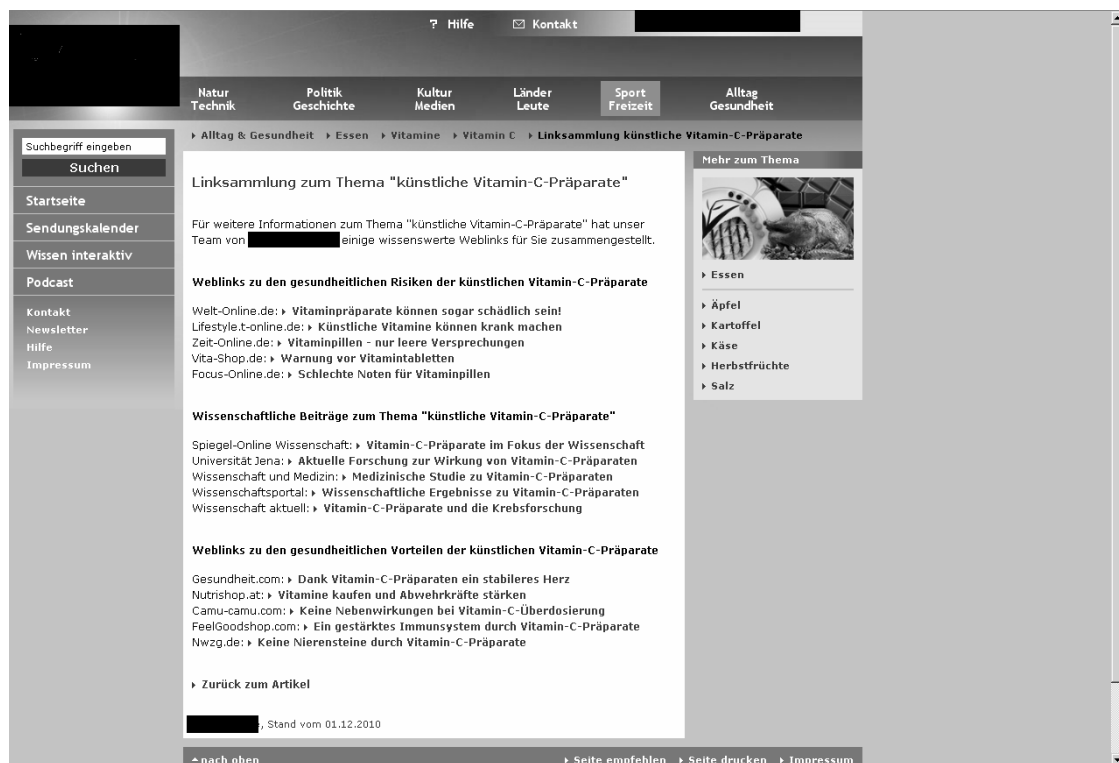 ? Hilfe
Kontakt
Natur Technik
Politik Geschichte
Kultur Medien
Länder Leute
Sport Freizeit
Alltag Gesundheit
Alltag & Gesundheit Essen Vitamine Vitamin C Linksammlung künstliche Vitamin-C-Präparate
Suchbegriff eingeben
Suchen
Startseite
Sendungskalender
Wissen interaktiv
Podcast
Kontakt
Newsletter
Hilfe
Impressum
Linksammlung zum Thema "künstliche Vitamin-C-Präparate"
Für weitere Informationen zum Thema "künstliche Vitamin-C-Präparate" hat unser
Team von einige wissenswerte Weblinks für Sie zusammengestellt.
Weblinks zu den gesundheitlichen Risiken der künstlichen Vitamin-C-Präparate
Welt-Online.de: Vitaminpräparate können sogar schädlich sein!
Lifestyle.t-online.de: Künstliche Vitamine können krank machen
Zeit-Online.de: Vitaminpillen - nur leere Versprechungen
Vita-Shop.de: Warnung vor Vitamintabletten
Focus-Online.de: Schlechte Noten für Vitaminpillen
Wissenschaftliche Beiträge zum Thema "künstliche Vitamin-C-Präparate"
Spiegel-Online Wissenschaft: Vitamin-C-Präparate im Fokus der Wissenschaft
Universität Jena: Aktuelle Forschung zur Wirkung von Vitamin-C-Präparaten
Wissenschaft und Medizin: Medizinische Studie zu Vitamin-C-Präparaten
Wissenschaftsportal: Wissenschaftliche Ergebnisse zu Vitamin-C-Präparaten
Wissenschaft aktuell: Vitamin-C-Präparate und die Krebsforschung
Weblinks zu den gesundheitlichen Vorteilen der künstlichen Vitamin-C-Präparate
Gesundheit.com: Dank Vitamin-C-Präparaten ein stabileres Herz
Nutrishop.at: Vitamine kaufen und Abwehrkräfte stärken
Camu-camu.com: Keine Nebenwirkungen bei Vitamin-C-Überdosierung
FeelGoodshop.com: Ein gestärktes Immunsystem durch Vitamin-C-Präparate
Nwzg.de: Keine Nierensteine durch Vitamin-C-Präparate
Zurück zum Artikel
, Stand vom 01.12.2010
Mehr zum Thema
Essen
Äpfel
Kartoffel
Käse
Herbstfrüchte
Salz
nach oben
Seite empfehlen Seite drucken Impressum